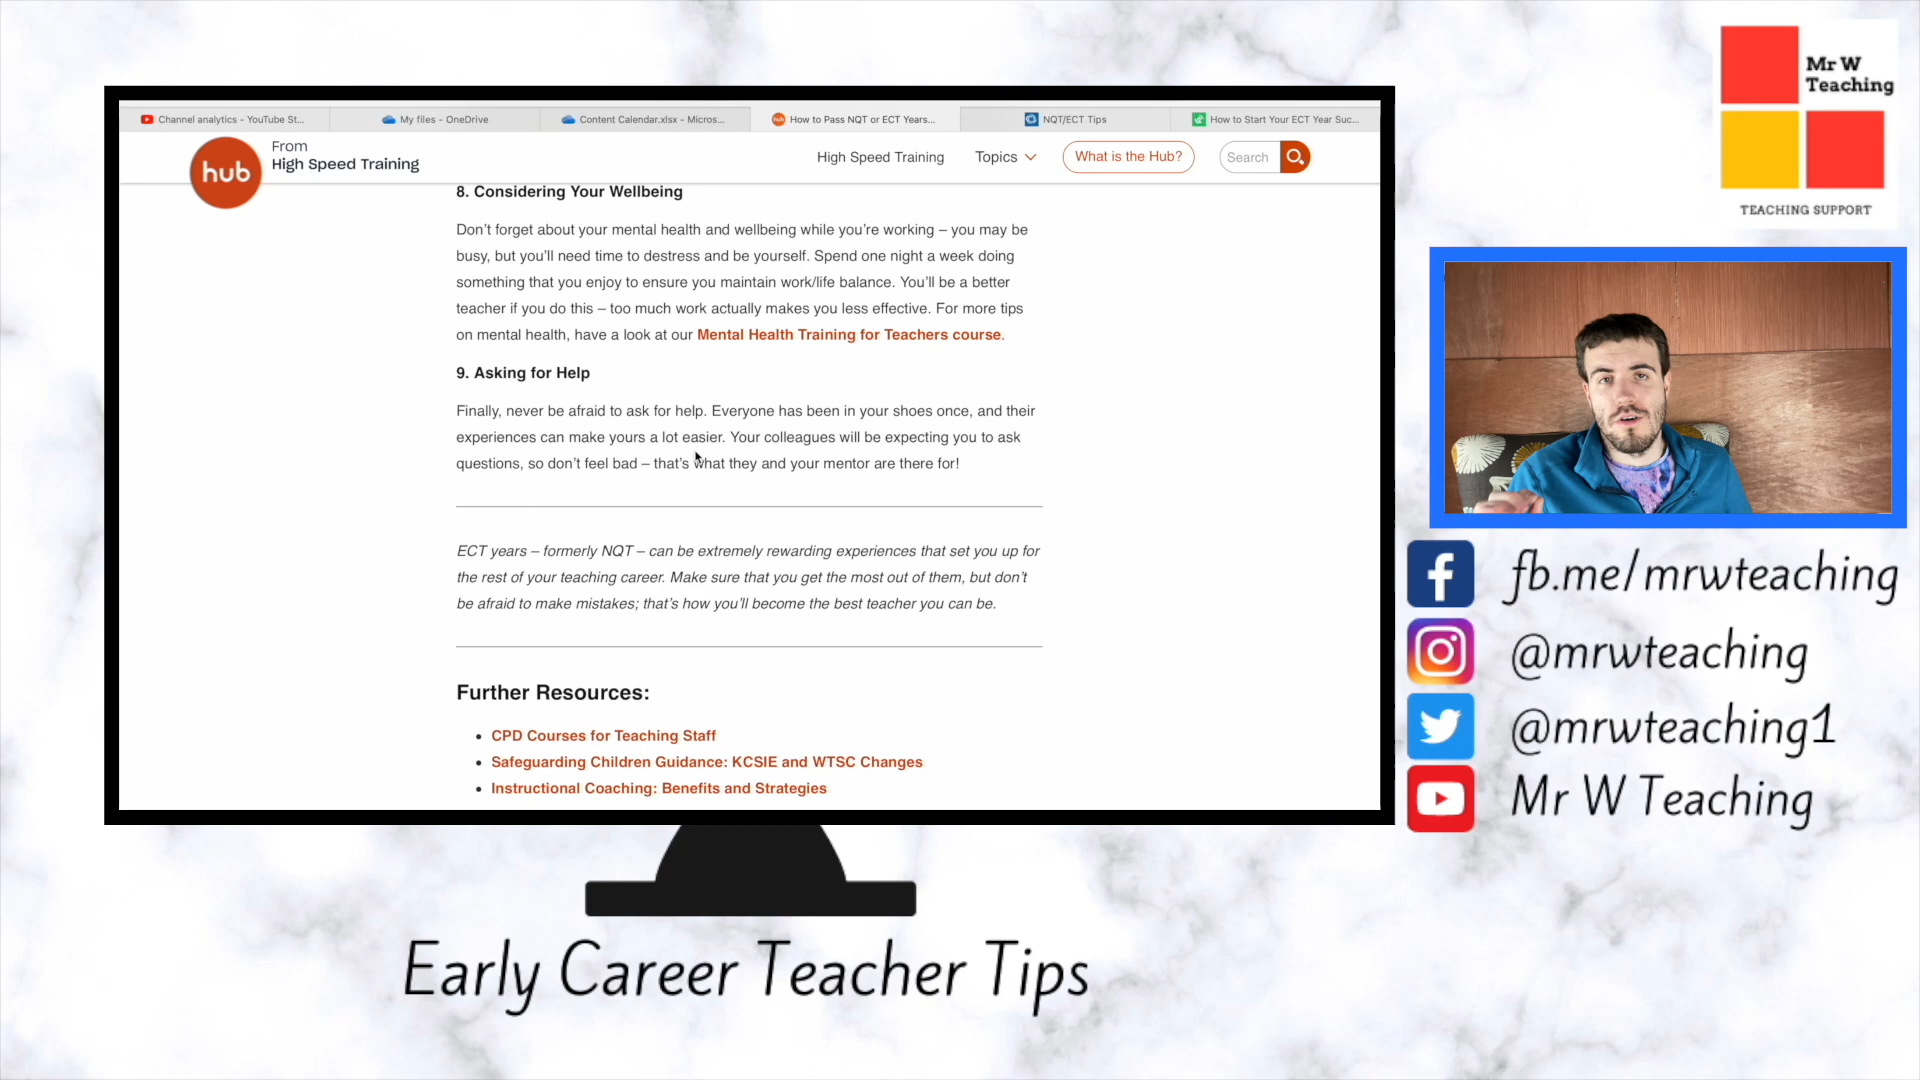 Mr W
Teaching
TEACHING SUPPORT
Channel analytics - YouTube St...
My files - OneDrive
Content Calendar.xlsx - Micros...
How to Pass NQT or ECT Years...
NQT/ECT Tips
How to Start Your ECT Year Suc...
hub
From
High Speed Training
High Speed Training
Topics
What is the Hub?
Search
8. Considering Your Wellbeing
Don't forget about your mental health and wellbeing while you're working – you may be
busy, but you'll need time to destress and be yourself. Spend one night a week doing
something that you enjoy to ensure you maintain work/life balance. You'll be a better
teacher if you do this – too much work actually makes you less effective. For more tips
on mental health, have a look at our Mental Health Training for Teachers course.
9. Asking for Help
Finally, never be afraid to ask for help. Everyone has been in your shoes once, and their
experiences can make yours a lot easier. Your colleagues will be expecting you to ask
questions, so don't feel bad – that's what they and your mentor are there for!
ECT years – formerly NQT – can be extremely rewarding experiences that set you up for
the rest of your teaching career. Make sure that you get the most out of them, but don't
be afraid to make mistakes; that's how you'll become the best teacher you can be.
Further Resources:
• CPD Courses for Teaching Staff
• Safeguarding Children Guidance: KCSIE and WTSC Changes
• Instructional Coaching: Benefits and Strategies
fb.me/mrwteaching
@mrwteaching
@mrwteaching1
Mr W Teaching
Early Career Teacher Tips